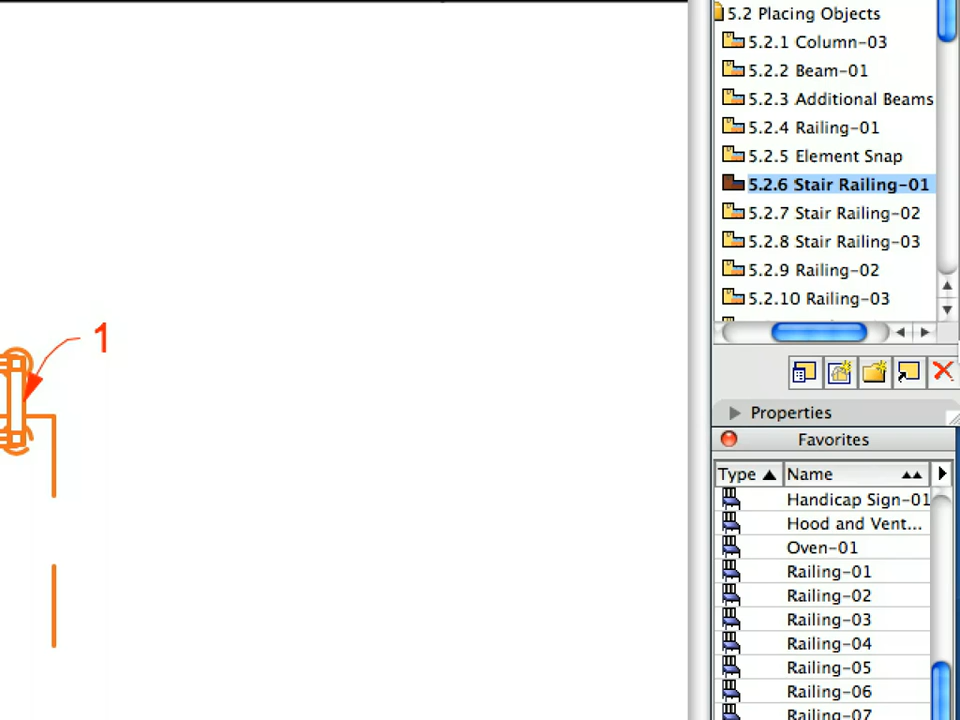 5.2 Placing Objects
5.2.1 Column-03
5.2.2 Beam-01
5.2.3 Additional Beams
5.2.4 Railing-01
5.2.5 Element Snap
5.2.6 Stair Railing-01
5.2.7 Stair Railing-02
5.2.8 Stair Railing-03
5.2.9 Railing-02
5.2.10 Railing-03
1
Properties
Favorites
Type Name
Handicap Sign-01
Hood and Vent...
Oven-01
Railing-01
Railing-02
Railing-03
Railing-04
Railing-05
Railing-06
Railing-07